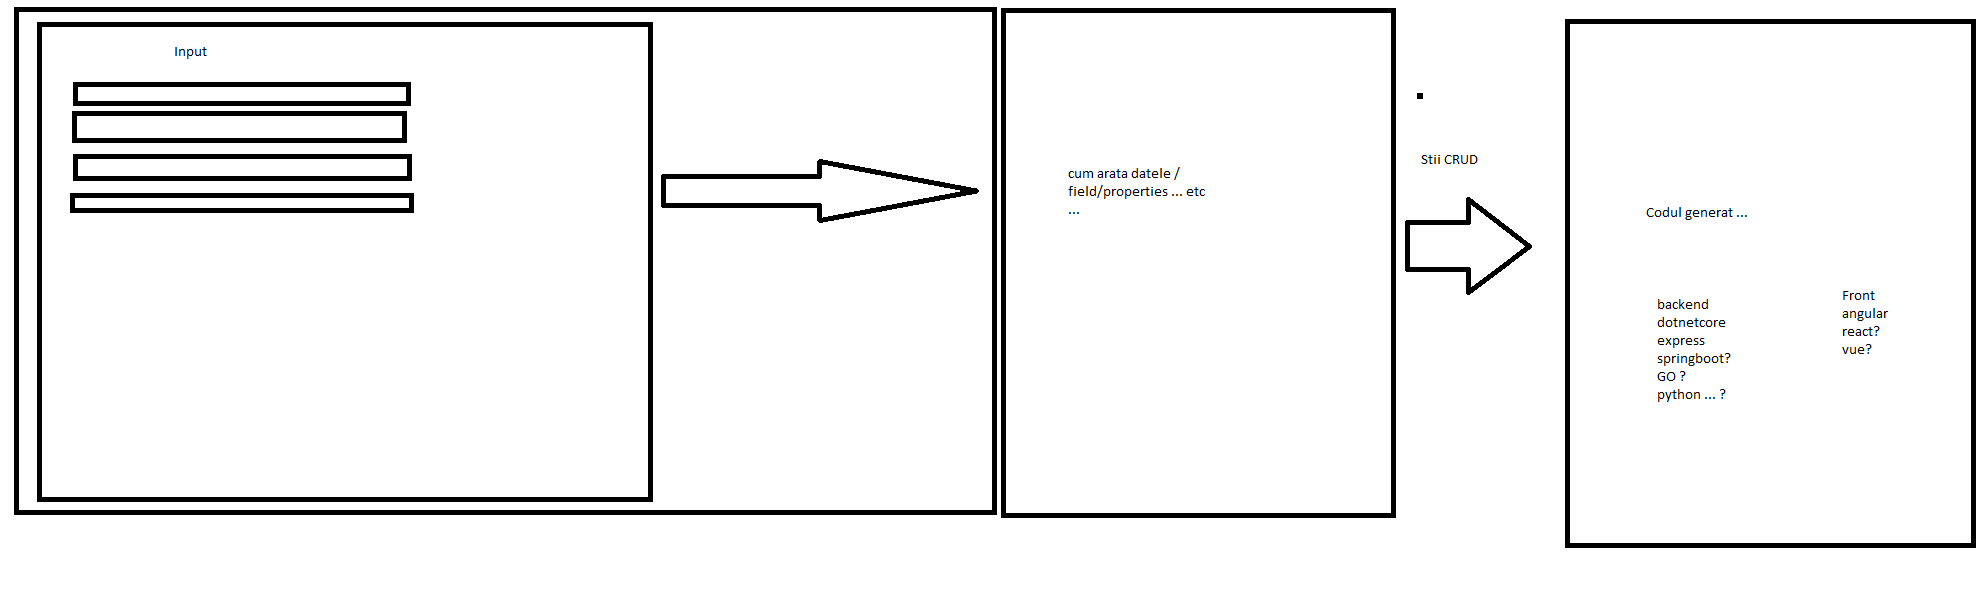 Input
cum arata datele /
field/properties ... etc
...
Stii CRUD
Codul generat ...
backend
dotnetcore
express
springboot?
GO ?
python ... ?
Front
angular
react?
vue?